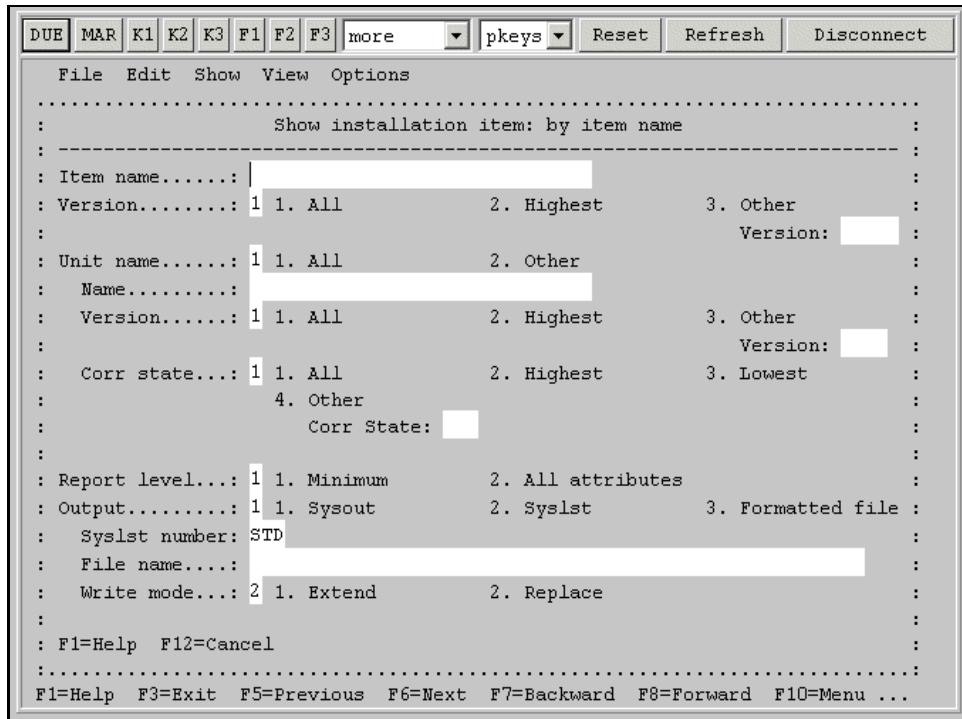 DUE MAR K1 K2 K3 F1 F2 F3 more pkeys Reset Refresh Disconnect
File Edit Show View Options
...............................................................................
: Show installation item: by item name :
: --------------------------------------------------------------------------- :
: Item name......: :
: Version........: 1 1. All 2. Highest 3. Other :
: Version: :
: Unit name......: 1 1. All 2. Other :
: Name.........: :
: Version......: 1 1. All 2. Highest 3. Other :
: Version: :
: Corr state...: 1 1. All 2. Highest 3. Lowest :
: 4. Other :
: Corr State: :
: :
: Report level...: 1 1. Minimum 2. All attributes :
: Output.........: 1 1. Sysout 2. Syslst 3. Formatted file :
: Syslst number: STD :
: File name....: :
: Write mode...: 2 1. Extend 2. Replace :
: :
: F1=Help F12=Cancel :
:.............................................................................:
F1=Help F3=Exit F5=Previous F6=Next F7=Backward F8=Forward F10=Menu ...